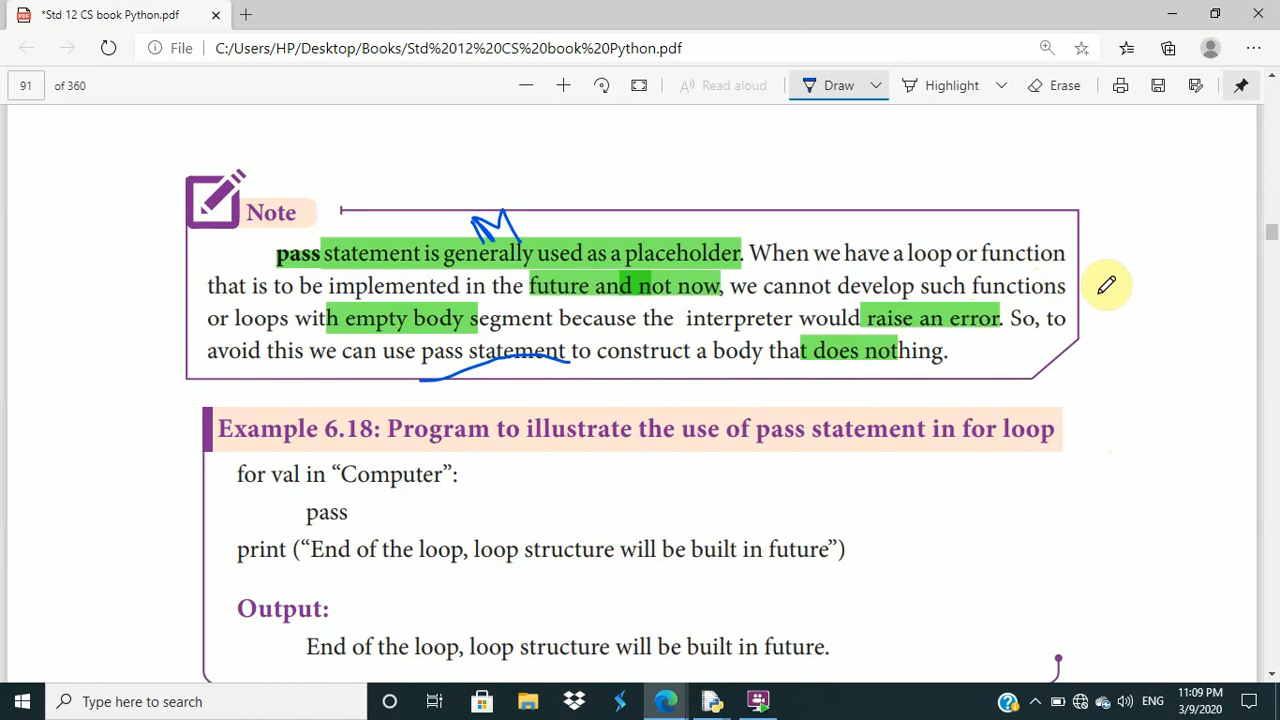 *Std 12 CS book Python.pdf
File C:/Users/HP/Desktop/Books/Std%2012%20CS%20book%20Python.pdf
91 of 360 Read aloud Draw Highlight Erase
Note
pass statement is generally used as a placeholder. When we have a loop or function
that is to be implemented in the future and not now, we cannot develop such functions
or loops with empty body segment because the interpreter would raise an error. So, to
avoid this we can use pass statement to construct a body that does nothing.
Example 6.18: Program to illustrate the use of pass statement in for loop
for val in “Computer”:
pass
print (“End of the loop, loop structure will be built in future”)
Output:
End of the loop, loop structure will be built in future.
Type here to search
ENG
11:09 PM
3/9/2020